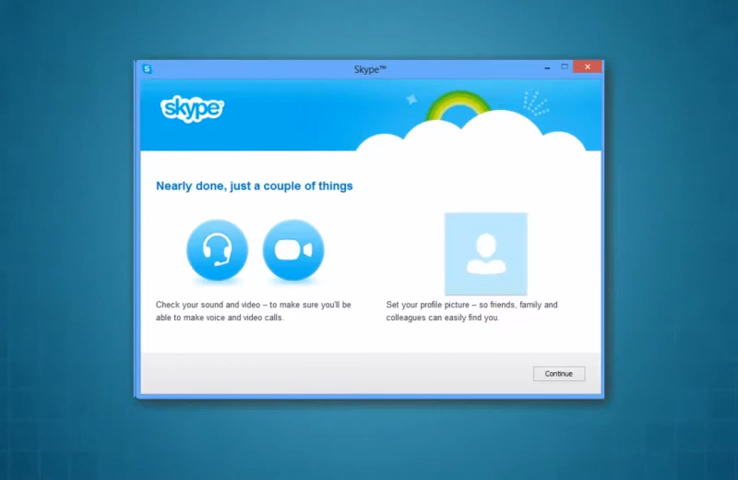 Skype™
skype™
Nearly done, just a couple of things
Check your sound and video – to make sure you'll be
able to make voice and video calls.
Set your profile picture – so friends, family and
colleagues can easily find you.
Continue